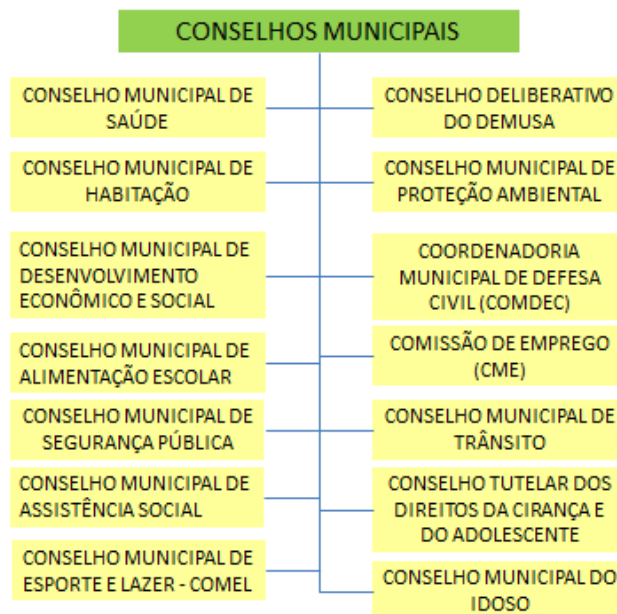 CONSELHOS MUNICIPAIS
CONSELHO MUNICIPAL DE
SAÚDE
CONSELHO MUNICIPAL DE
HABITAÇÃO
CONSELHO MUNICIPAL DE
DESENVOLVIMENTO
ECONÔMICO E SOCIAL
CONSELHO MUNICIPAL DE
ALIMENTAÇÃO ESCOLAR
CONSELHO MUNICIPAL DE
SEGURANÇA PÚBLICA
CONSELHO MUNICIPAL DE
ASSISTÊNCIA SOCIAL
CONSELHO MUNICIPAL DE
ESPORTE E LAZER - COMEL
CONSELHO DELIBERATIVO
DO DEMUSA
CONSELHO MUNICIPAL DE
PROTEÇÃO AMBIENTAL
COORDENADORIA
MUNICIPAL DE DEFESA
CIVIL (COMDEC)
COMISSÃO DE EMPREGO
(CME)
CONSELHO MUNICIPAL DE
TRÂNSITO
CONSELHO TUTELAR DOS
DIREITOS DA CIRANÇA E
DO ADOLESCENTE
CONSELHO MUNICIPAL DO
IDOSO